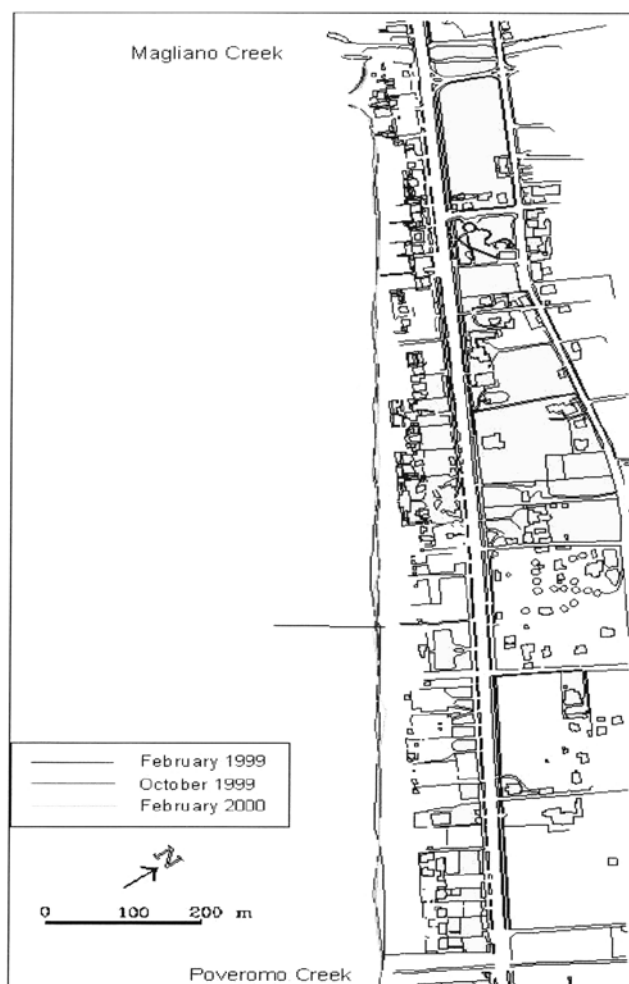 Magliano Creek
February 1999
October 1999
February 2000
N
0 100 200 m
Poveromo Creek